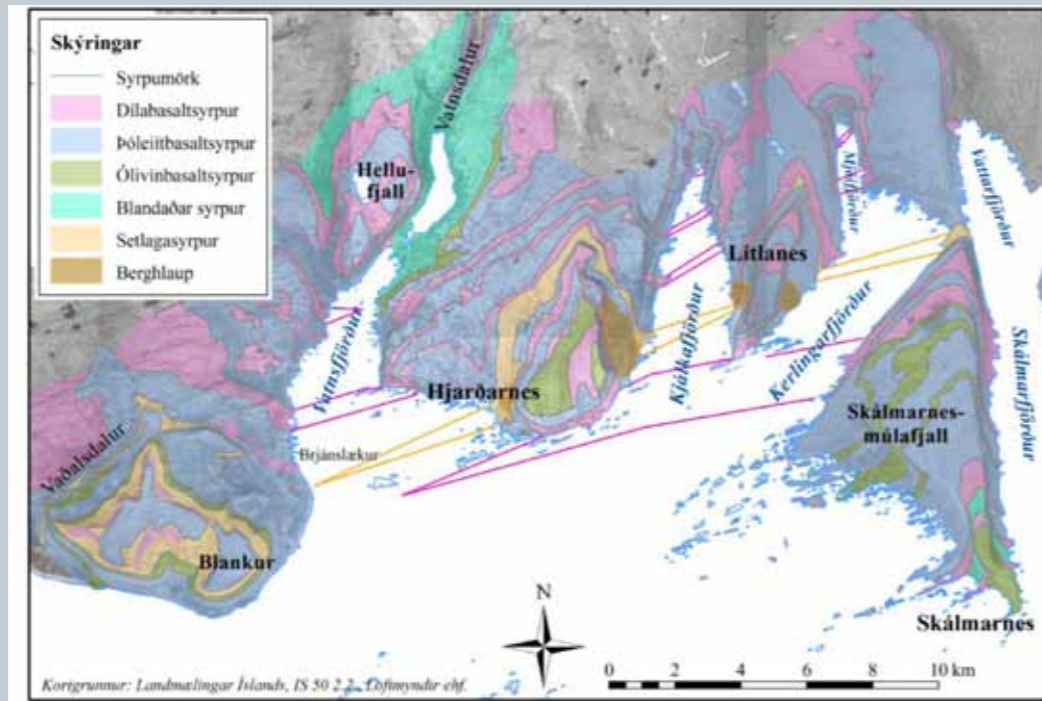 Skýringar
Syrpumörk
Dílabasaltsyrpur
Þóleiítbasaltsyrpur
Ólivínbasaltsyrpur
Blandaðar syrpur
Setlagasyrpur
Berghlaup
Vatnsdalur
Hellu-
fjall
Mjóifjörður
Vattarfjörður
Litlanes
Vatnsfjörður
Kjálkafjörður
Kerlingarfjörður
Skálmarfjörður
Hjarðarnes
Skálmarnes-
múlafjall
Vaðalsdalur
Brjánslækur
Blankur
Skálmarnes
N
0 2 4 6 8 10 km
Kortgrunnur: Landmælingar Íslands, IS 50 2.2. Loftmyndir ehf.